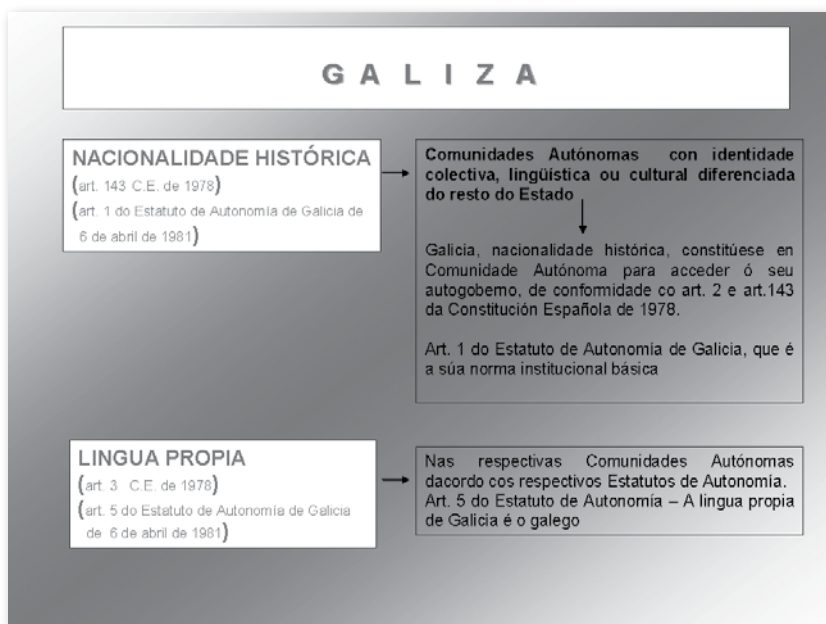 G A L I Z A
NACIONALIDADE HISTÓRICA
(art. 143 C.E. de 1978)
(art. 1 do Estatuto de Autonomía de Galicia de
6 de abril de 1981)
Comunidades Autónomas con identidade
colectiva, lingüística ou cultural diferenciada
do resto do Estado
Galicia, nacionalidade histórica, constitúese en
Comunidade Autónoma para acceder ó seu
autogoberno, de conformidade co art. 2 e art.143
da Constitución Española de 1978.
Art. 1 do Estatuto de Autonomía de Galicia, que é
a súa norma institucional básica
LINGUA PROPIA
(art. 3 C.E. de 1978)
(art. 5 do Estatuto de Autonomía de Galicia
de 6 de abril de 1981)
Nas respectivas Comunidades Autónomas
dacordo cos respectivos Estatutos de Autonomía.
Art. 5 do Estatuto de Autonomía – A lingua propia
de Galicia é o galego